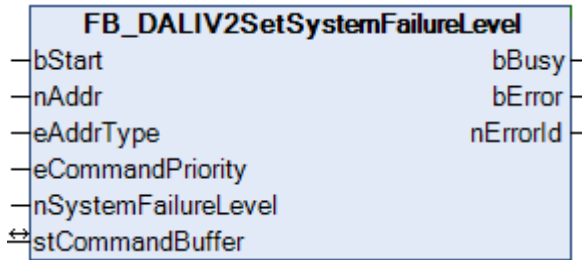 FB_DALIV2SetSystemFailureLevel
bStart bBusy
nAddr bError
eAddrType nErrorId
eCommandPriority
nSystemFailureLevel
stCommandBuffer